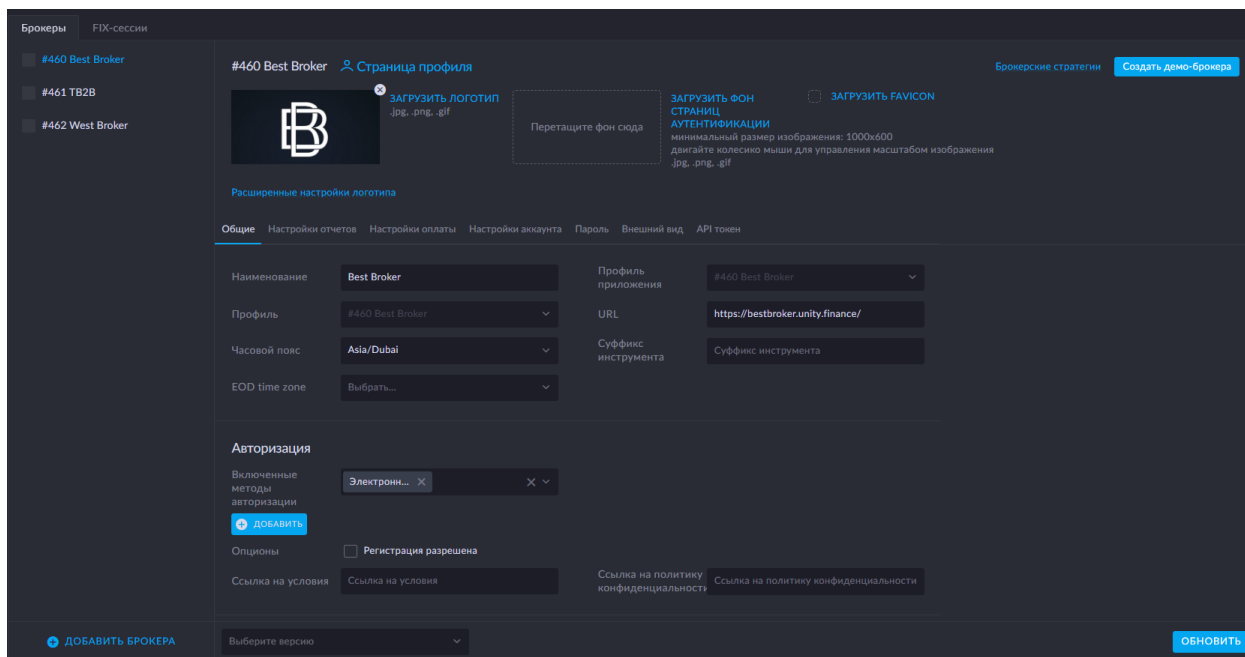 Брокеры FIX-сессии
#460 Best Broker
#461 TB2B
#462 West Broker
#460 Best Broker Страница профиля
Брокерские стратегии Создать демо-брокера
ЗАГРУЗИТЬ ЛОГОТИП
.jpg, .png, .gif
Перетащите фон сюда
ЗАГРУЗИТЬ ФОН
СТРАНИЦ
АУТЕНТИФИКАЦИИ
минимальный размер изображения: 1000x600
двигайте колесико мыши для управления масштабом изображения
.jpg, .png, .gif
ЗАГРУЗИТЬ FAVICON
Расширенные настройки логотипа
Общие Настройки отчетов Настройки оплаты Настройки аккаунта Пароль Внешний вид API токен
Наименование Best Broker
Профиль
приложения
#460 Best Broker
Профиль #460 Best Broker
URL https://bestbroker.unity.finance/
Часовой пояс Asia/Dubai
Суффикс
инструмента
Суффикс инструмента
EOD time zone Выбрать...
Авторизация
Включенные
методы
авторизации
Электронн...
ДОБАВИТЬ
Опционы Регистрация разрешена
Ссылка на условия Ссылка на условия
Ссылка на политику
конфиденциальности
Ссылка на политику конфиденциальности
ДОБАВИТЬ БРОКЕРА
Выберите версию
ОБНОВИТЬ